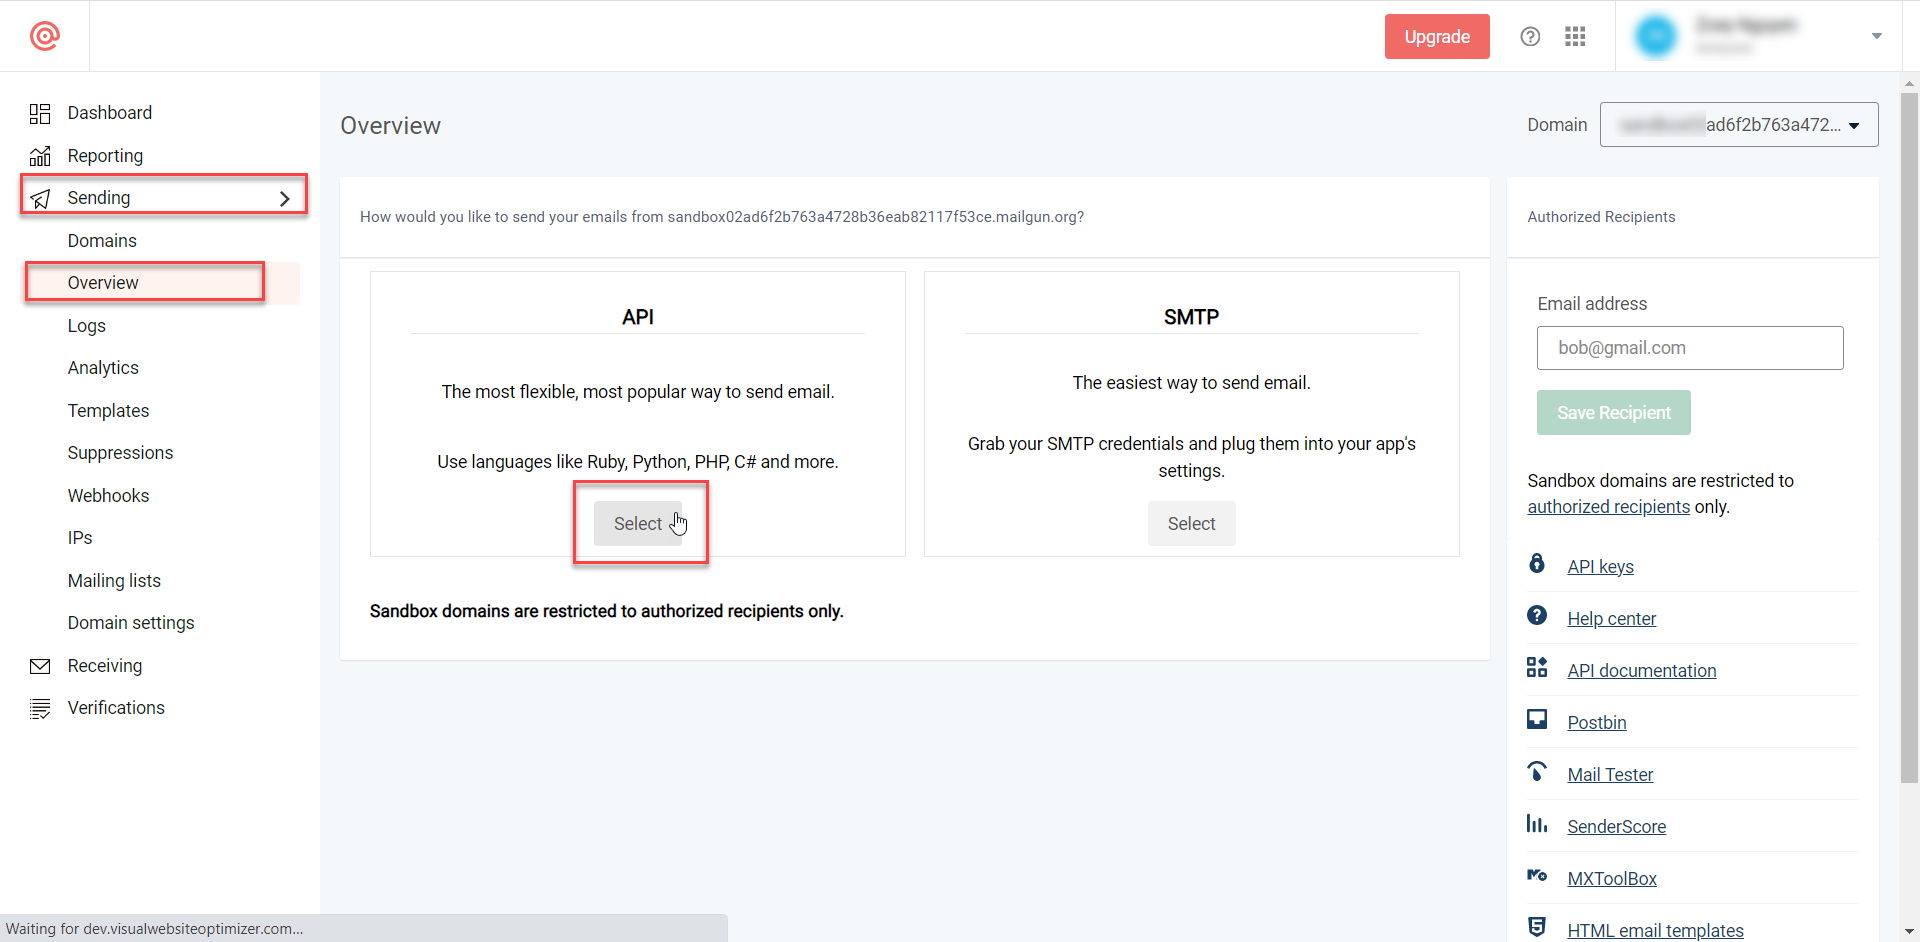 Upgrade
Dashboard
Reporting
Sending
Domains
Overview
Logs
Analytics
Templates
Suppressions
Webhooks
IPs
Mailing lists
Domain settings
Receiving
Verifications
Overview
Domain
ad6f2b763a472...
How would you like to send your emails from sandbox02ad6f2b763a4728b36eab82117f53ce.mailgun.org?
API
The most flexible, most popular way to send email.
Use languages like Ruby, Python, PHP, C# and more.
Select
SMTP
The easiest way to send email.
Grab your SMTP credentials and plug them into your app's
settings.
Select
Sandbox domains are restricted to authorized recipients only.
Authorized Recipients
Email address
bob@gmail.com
Save Recipient
Sandbox domains are restricted to
authorized recipients only.
API keys
Help center
API documentation
Postbin
Mail Tester
SenderScore
MXToolBox
HTML email templates
Waiting for dev.visualwebsiteoptimizer.com...